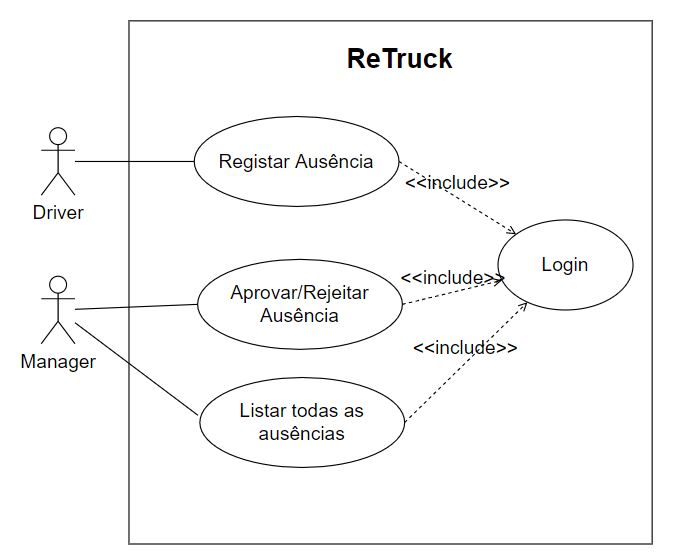 ReTruck
Registar Ausência
<<include>>
Driver
Login
Aprovar/Rejeitar
Ausência
<<include>>
Manager
<<include>>
Listar todas as
ausências